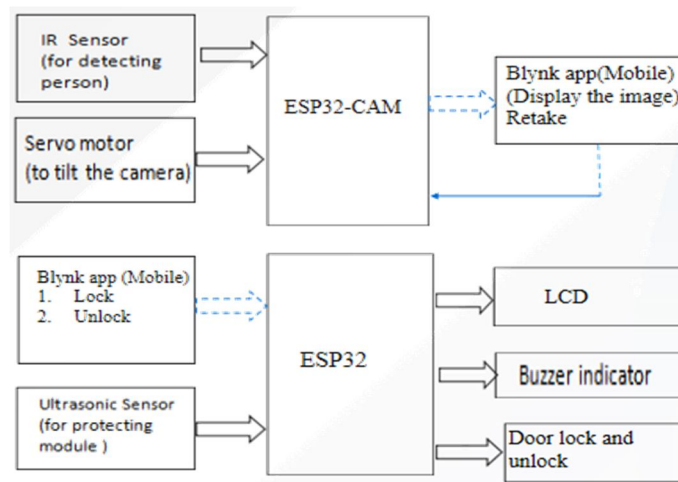 IR Sensor
(for detecting
person)
ESP32-CAM
Blynk app(Mobile)
(Display the image)
Retake
Servo motor
(to tilt the camera)
Blynk app (Mobile)
1. Lock
2. Unlock
ESP32
LCD
Buzzer indicator
Ultrasonic Sensor
(for protecting
module )
Door lock and
unlock